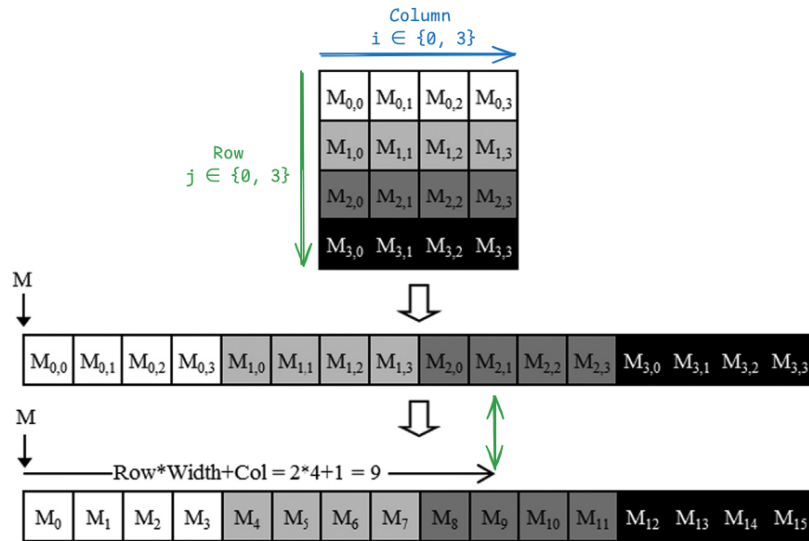 Column
i ∈ {0, 3}
M0,0 M0,1 M0,2 M0,3
Row
j ∈ {0, 3}
M1,0 M1,1 M1,2 M1,3
M2,0 M2,1 M2,2 M2,3
M3,0 M3,1 M3,2 M3,3
M
M0,0 M0,1 M0,2 M0,3 M1,0 M1,1 M1,2 M1,3 M2,0 M2,1 M2,2 M2,3 M3,0 M3,1 M3,2 M3,3
M
Row*Width+Col = 2*4+1 = 9
M0 M1 M2 M3 M4 M5 M6 M7 M8 M9 M10 M11 M12 M13 M14 M15